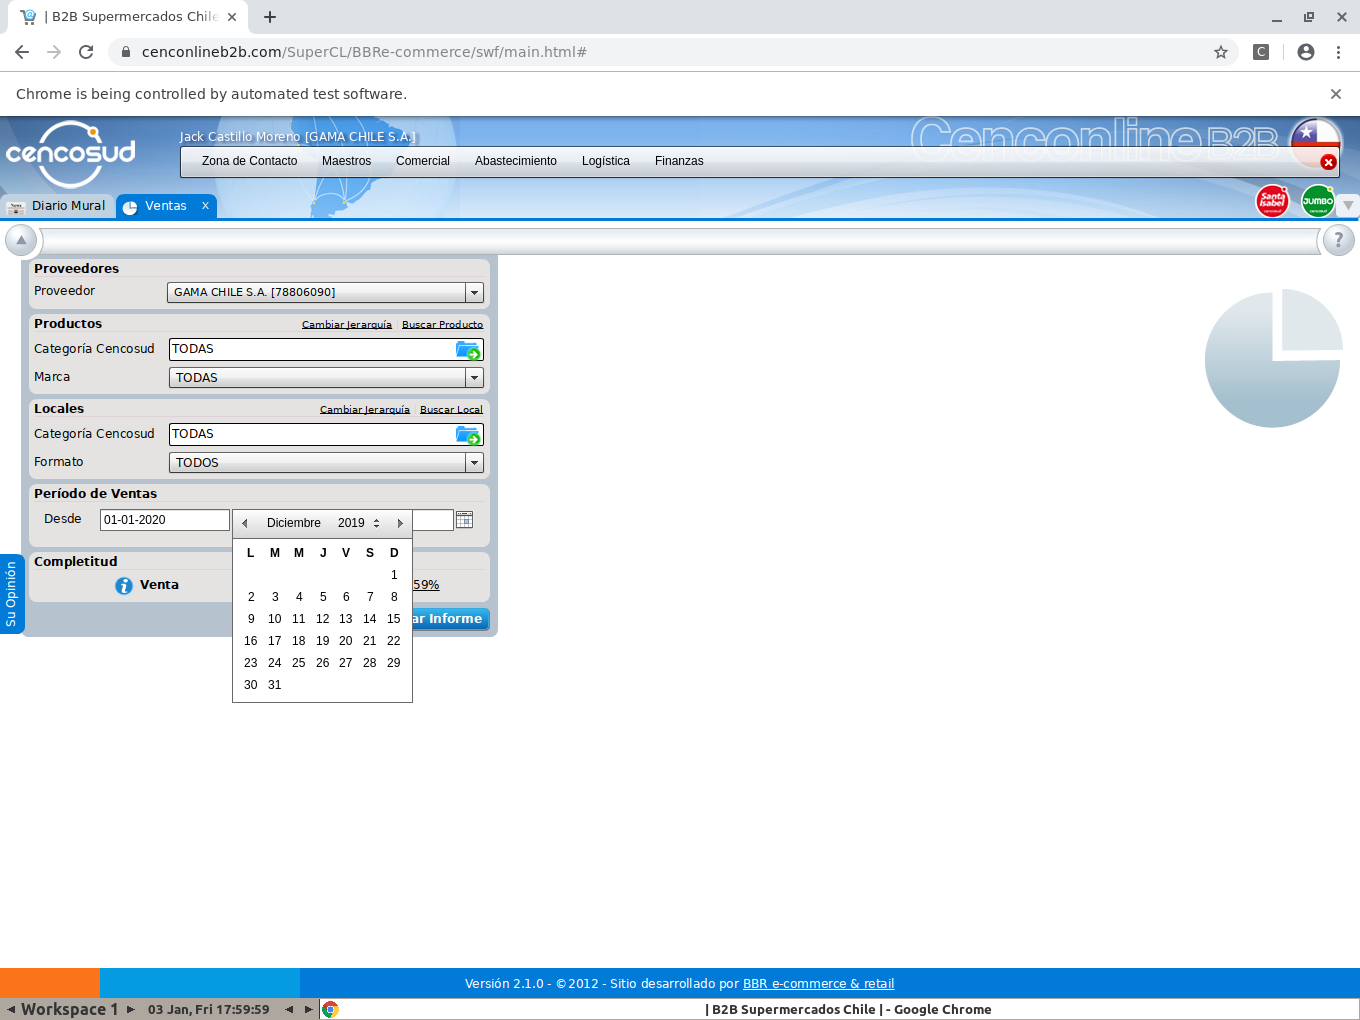 | B2B Supermercados Chile
cenconlineb2b.com/SuperCL/BBRe-commerce/swf/main.html#
C
Chrome is being controlled by automated test software.
cencosud
Jack Castillo Moreno [GAMA CHILE S.A.]
Cenconline B2B
Zona de Contacto Maestros Comercial Abastecimiento Logística Finanzas
Diario Mural
Ventas X
Santa Isabel cencosud
JUMBO cencosud
?
Proveedores
Proveedor GAMA CHILE S.A. [78806090]
Productos Cambiar Jerarquía | Buscar Producto
Categoría Cencosud TODAS
Marca TODAS
Locales Cambiar Jerarquía | Buscar Local
Categoría Cencosud TODAS
Formato TODOS
Período de Ventas
Desde 01-01-2020
Diciembre 2019
L M M J V S D
1
2 3 4 5 6 7 8
9 10 11 12 13 14 15
16 17 18 19 20 21 22
23 24 25 26 27 28 29
30 31
Completitud
Venta 59%
ar Informe
Su Opinión
Versión 2.1.0 - ©2012 - Sitio desarrollado por BBR e-commerce & retail
Workspace 1 03 Jan, Fri 17:59:59 | B2B Supermercados Chile | - Google Chrome